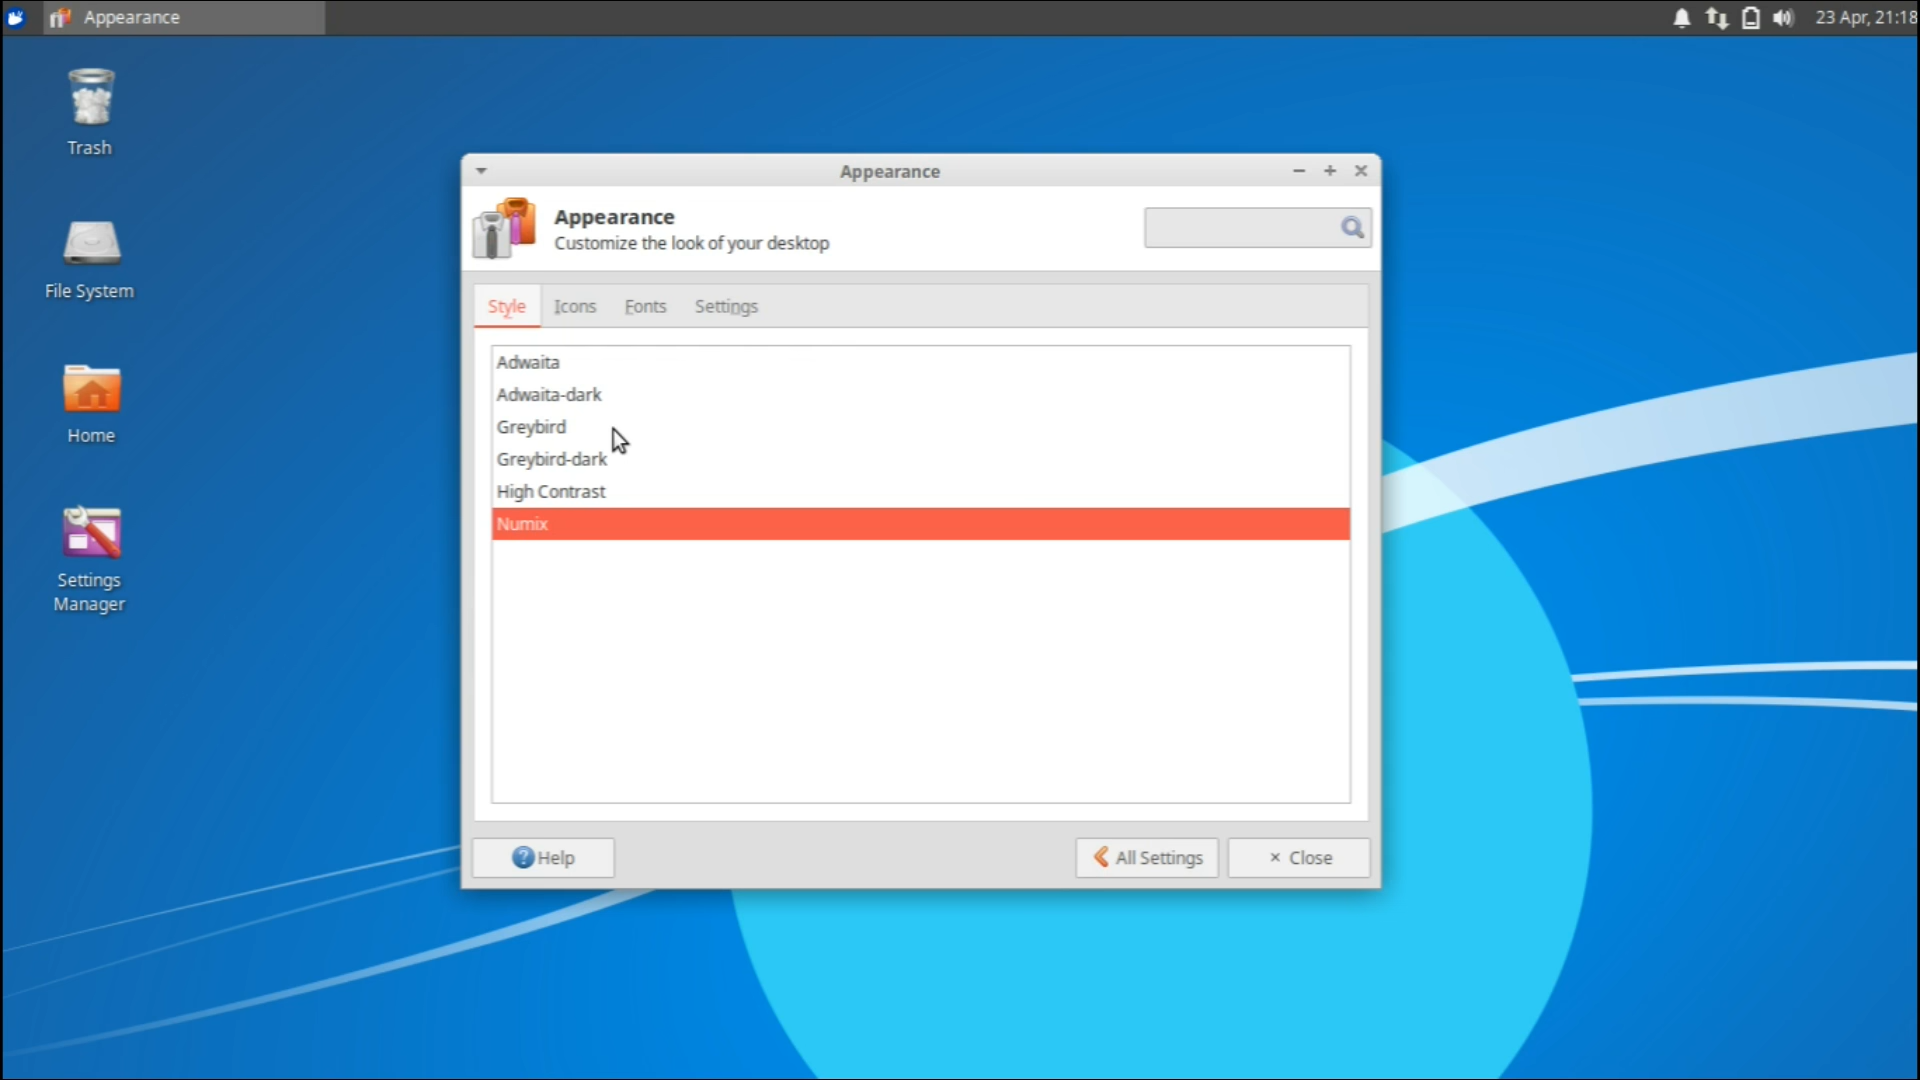 Appearance
23 Apr, 21:18
Trash
File System
Home
Settings
Manager
Appearance
Appearance
Customize the look of your desktop
Style Icons Fonts Settings
Adwaita
Adwaita-dark
Greybird
Greybird-dark
High Contrast
Numix
? Help
All Settings
× Close